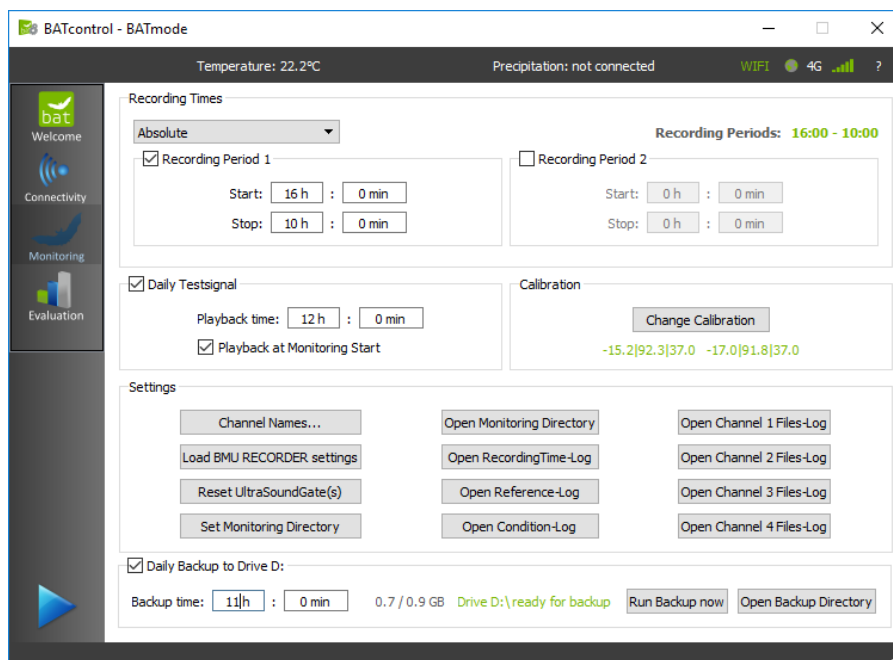 BATcontrol - BATmode
Temperature: 22.2°C Precipitation: not connected WIFI 4G ?
bat
Welcome
Connectivity
Monitoring
Evaluation
Recording Times
Absolute
Recording Periods: 16:00 - 10:00
Recording Period 1
Start: 16 h : 0 min
Stop: 10 h : 0 min
Recording Period 2
Start: 0 h : 0 min
Stop: 0 h : 0 min
Daily Testsignal
Playback time: 12 h : 0 min
Playback at Monitoring Start
Calibration
Change Calibration
-15.2|92.3|37.0 -17.0|91.8|37.0
Settings
Channel Names... Open Monitoring Directory Open Channel 1 Files-Log
Load BMU RECORDER settings Open RecordingTime-Log Open Channel 2 Files-Log
Reset UltraSoundGate(s) Open Reference-Log Open Channel 3 Files-Log
Set Monitoring Directory Open Condition-Log Open Channel 4 Files-Log
Daily Backup to Drive D:
Backup time: 11 h : 0 min 0.7 / 0.9 GB Drive D:\ ready for backup Run Backup now Open Backup Directory